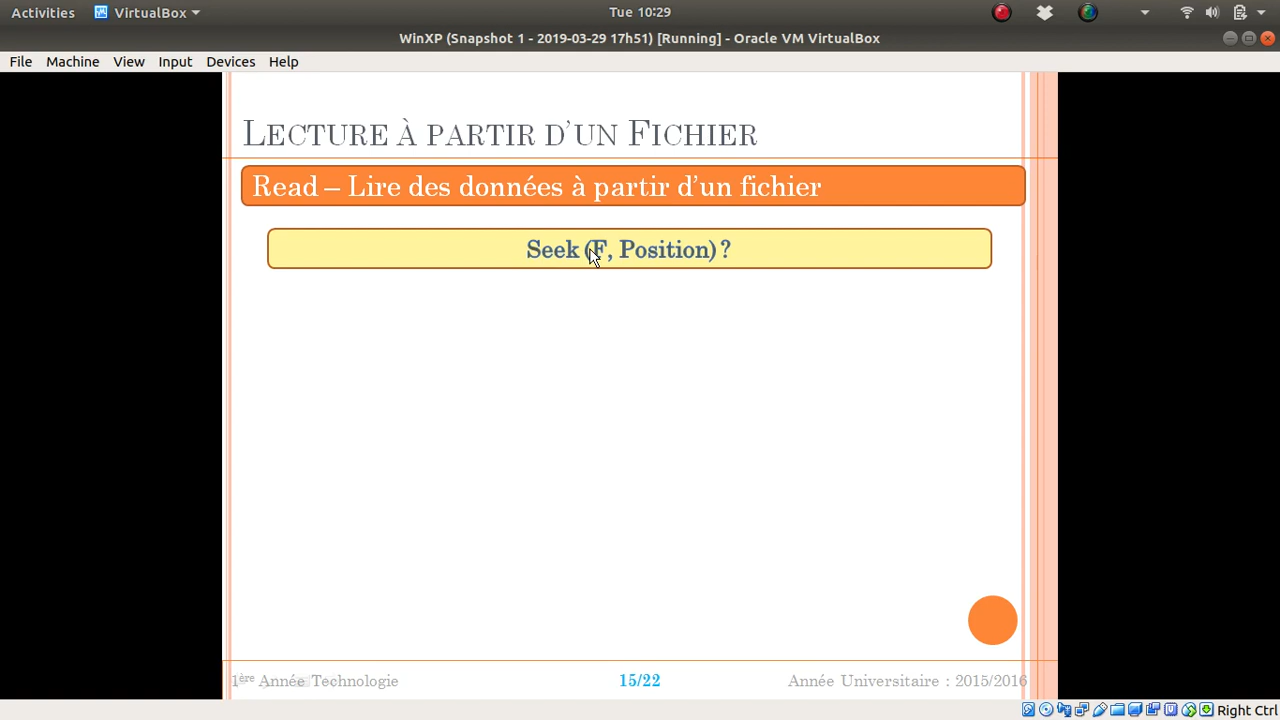 Activities VirtualBox Tue 10:29
WinXP (Snapshot 1 - 2019-03-29 17h51) [Running] - Oracle VM VirtualBox
File Machine View Input Devices Help
LECTURE À PARTIR D'UN FICHIER
Read – Lire des données à partir d'un fichier
Seek (F, Position) ?
1ère Année Technologie 15/22 Année Universitaire : 2015/2016
Right Ctrl